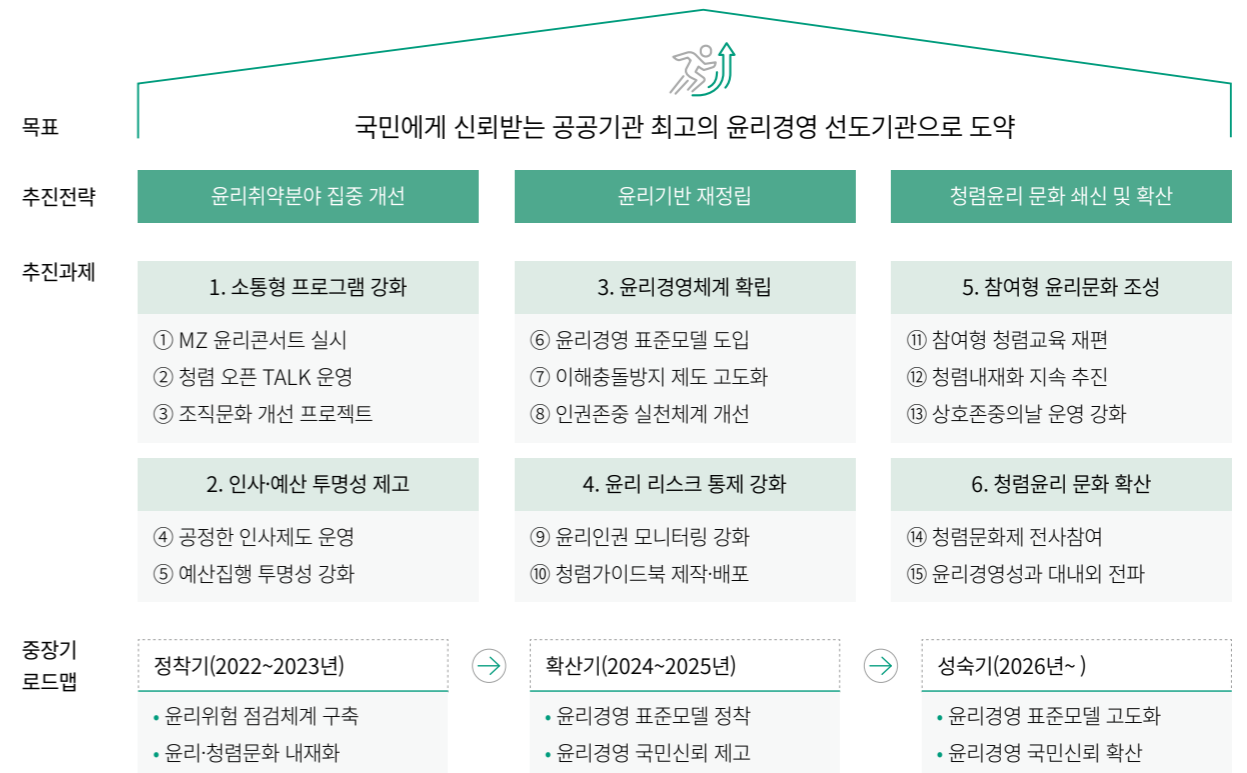 목표
국민에게 신뢰받는 공공기관 최고의 윤리경영 선도기관으로 도약
추진전략
윤리취약분야 집중 개선
윤리기반 재정립
청렴윤리 문화 쇄신 및 확산
추진과제
1. 소통형 프로그램 강화
① MZ 윤리콘서트 실시
② 청렴 오픈 TALK 운영
③ 조직문화 개선 프로젝트
2. 인사·예산 투명성 제고
④ 공정한 인사제도 운영
⑤ 예산집행 투명성 강화
3. 윤리경영체계 확립
⑥ 윤리경영 표준모델 도입
⑦ 이해충돌방지 제도 고도화
⑧ 인권존중 실천체계 개선
4. 윤리 리스크 통제 강화
⑨ 윤리인권 모니터링 강화
⑩ 청렴가이드북 제작·배포
5. 참여형 윤리문화 조성
⑪ 참여형 청렴교육 재편
⑫ 청렴내재화 지속 추진
⑬ 상호존중의날 운영 강화
6. 청렴윤리 문화 확산
⑭ 청렴문화제 전사참여
⑮ 윤리경영성과 대내외 전파
중장기
로드맵
정착기(2022~2023년)
• 윤리위험 점검체계 구축
• 윤리·청렴문화 내재화
확산기(2024~2025년)
• 윤리경영 표준모델 정착
• 윤리경영 국민신뢰 제고
성숙기(2026년~ )
• 윤리경영 표준모델 고도화
• 윤리경영 국민신뢰 확산